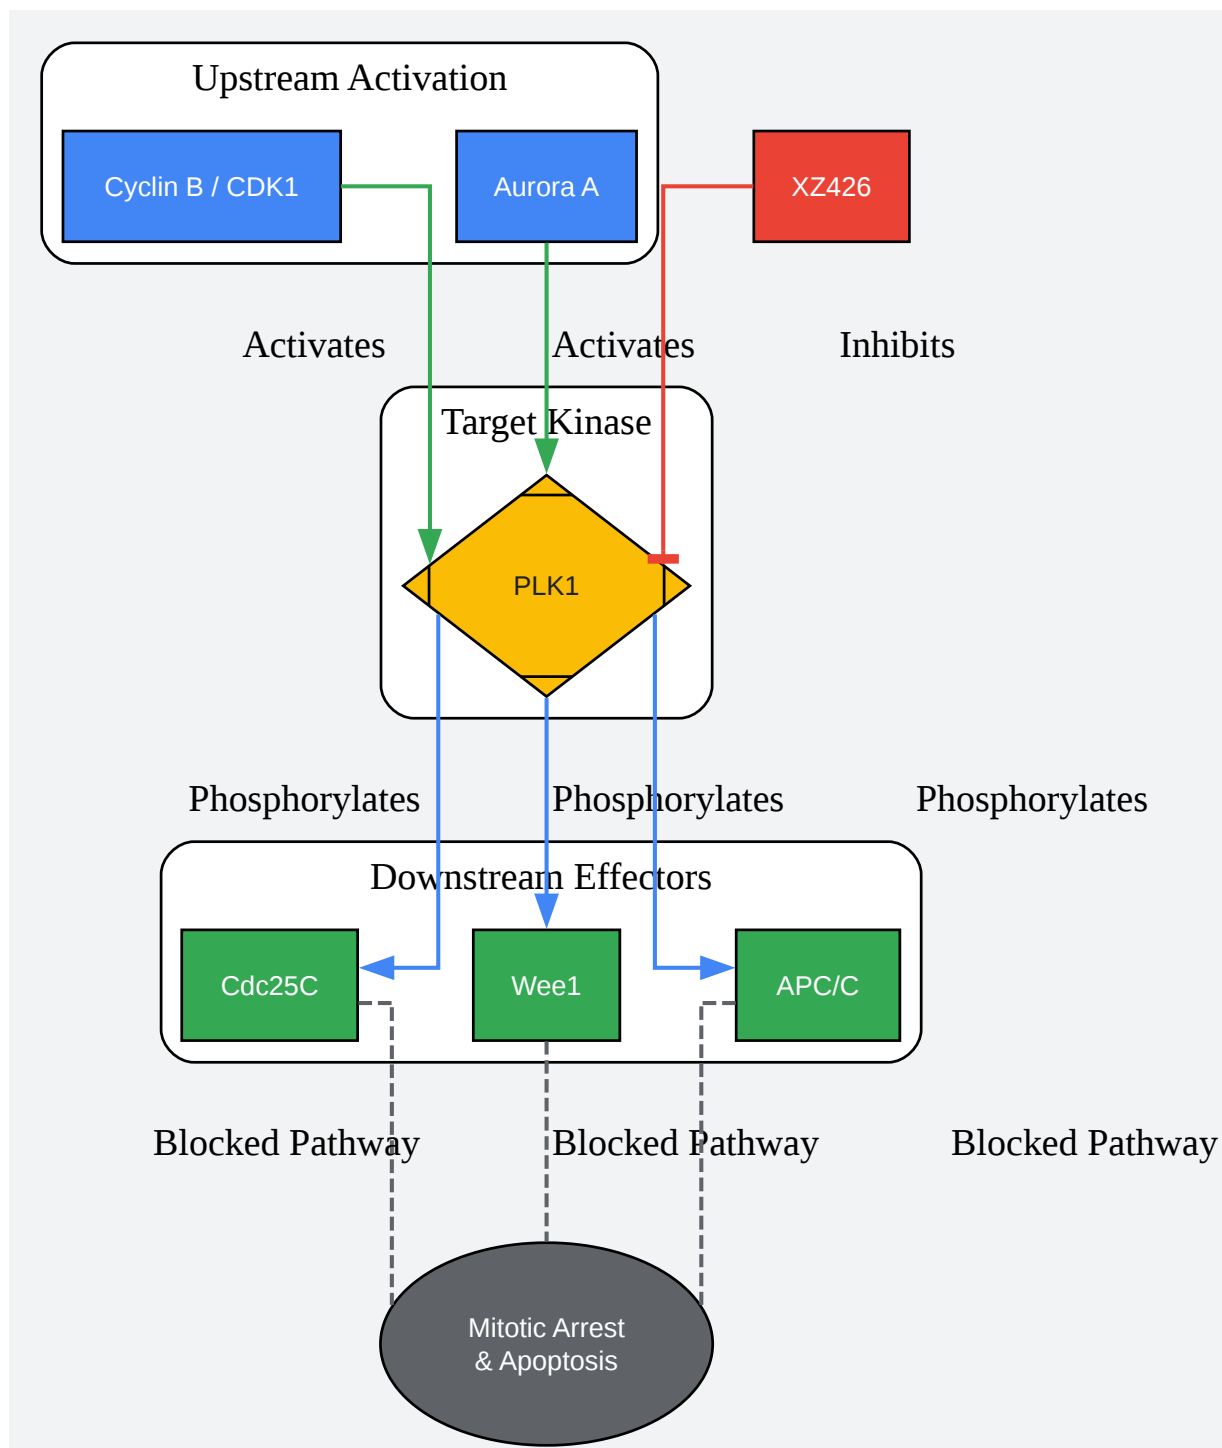 Upstream Activation
Cyclin B / CDK1
Aurora A
XZ426
Activates
Activates
Inhibits
Target Kinase
PLK1
Phosphorylates
Phosphorylates
Phosphorylates
Downstream Effectors
Cdc25C
Wee1
APC/C
Blocked Pathway
Blocked Pathway
Blocked Pathway
Mitotic Arrest
& Apoptosis